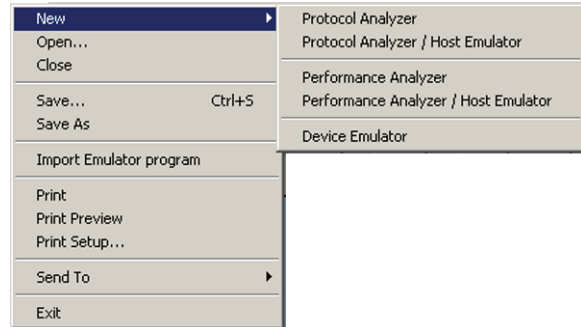 New
Open...
Close
Save... Ctrl+S
Save As
Import Emulator program
Print
Print Preview
Print Setup...
Send To
Exit
Protocol Analyzer
Protocol Analyzer / Host Emulator
Performance Analyzer
Performance Analyzer / Host Emulator
Device Emulator